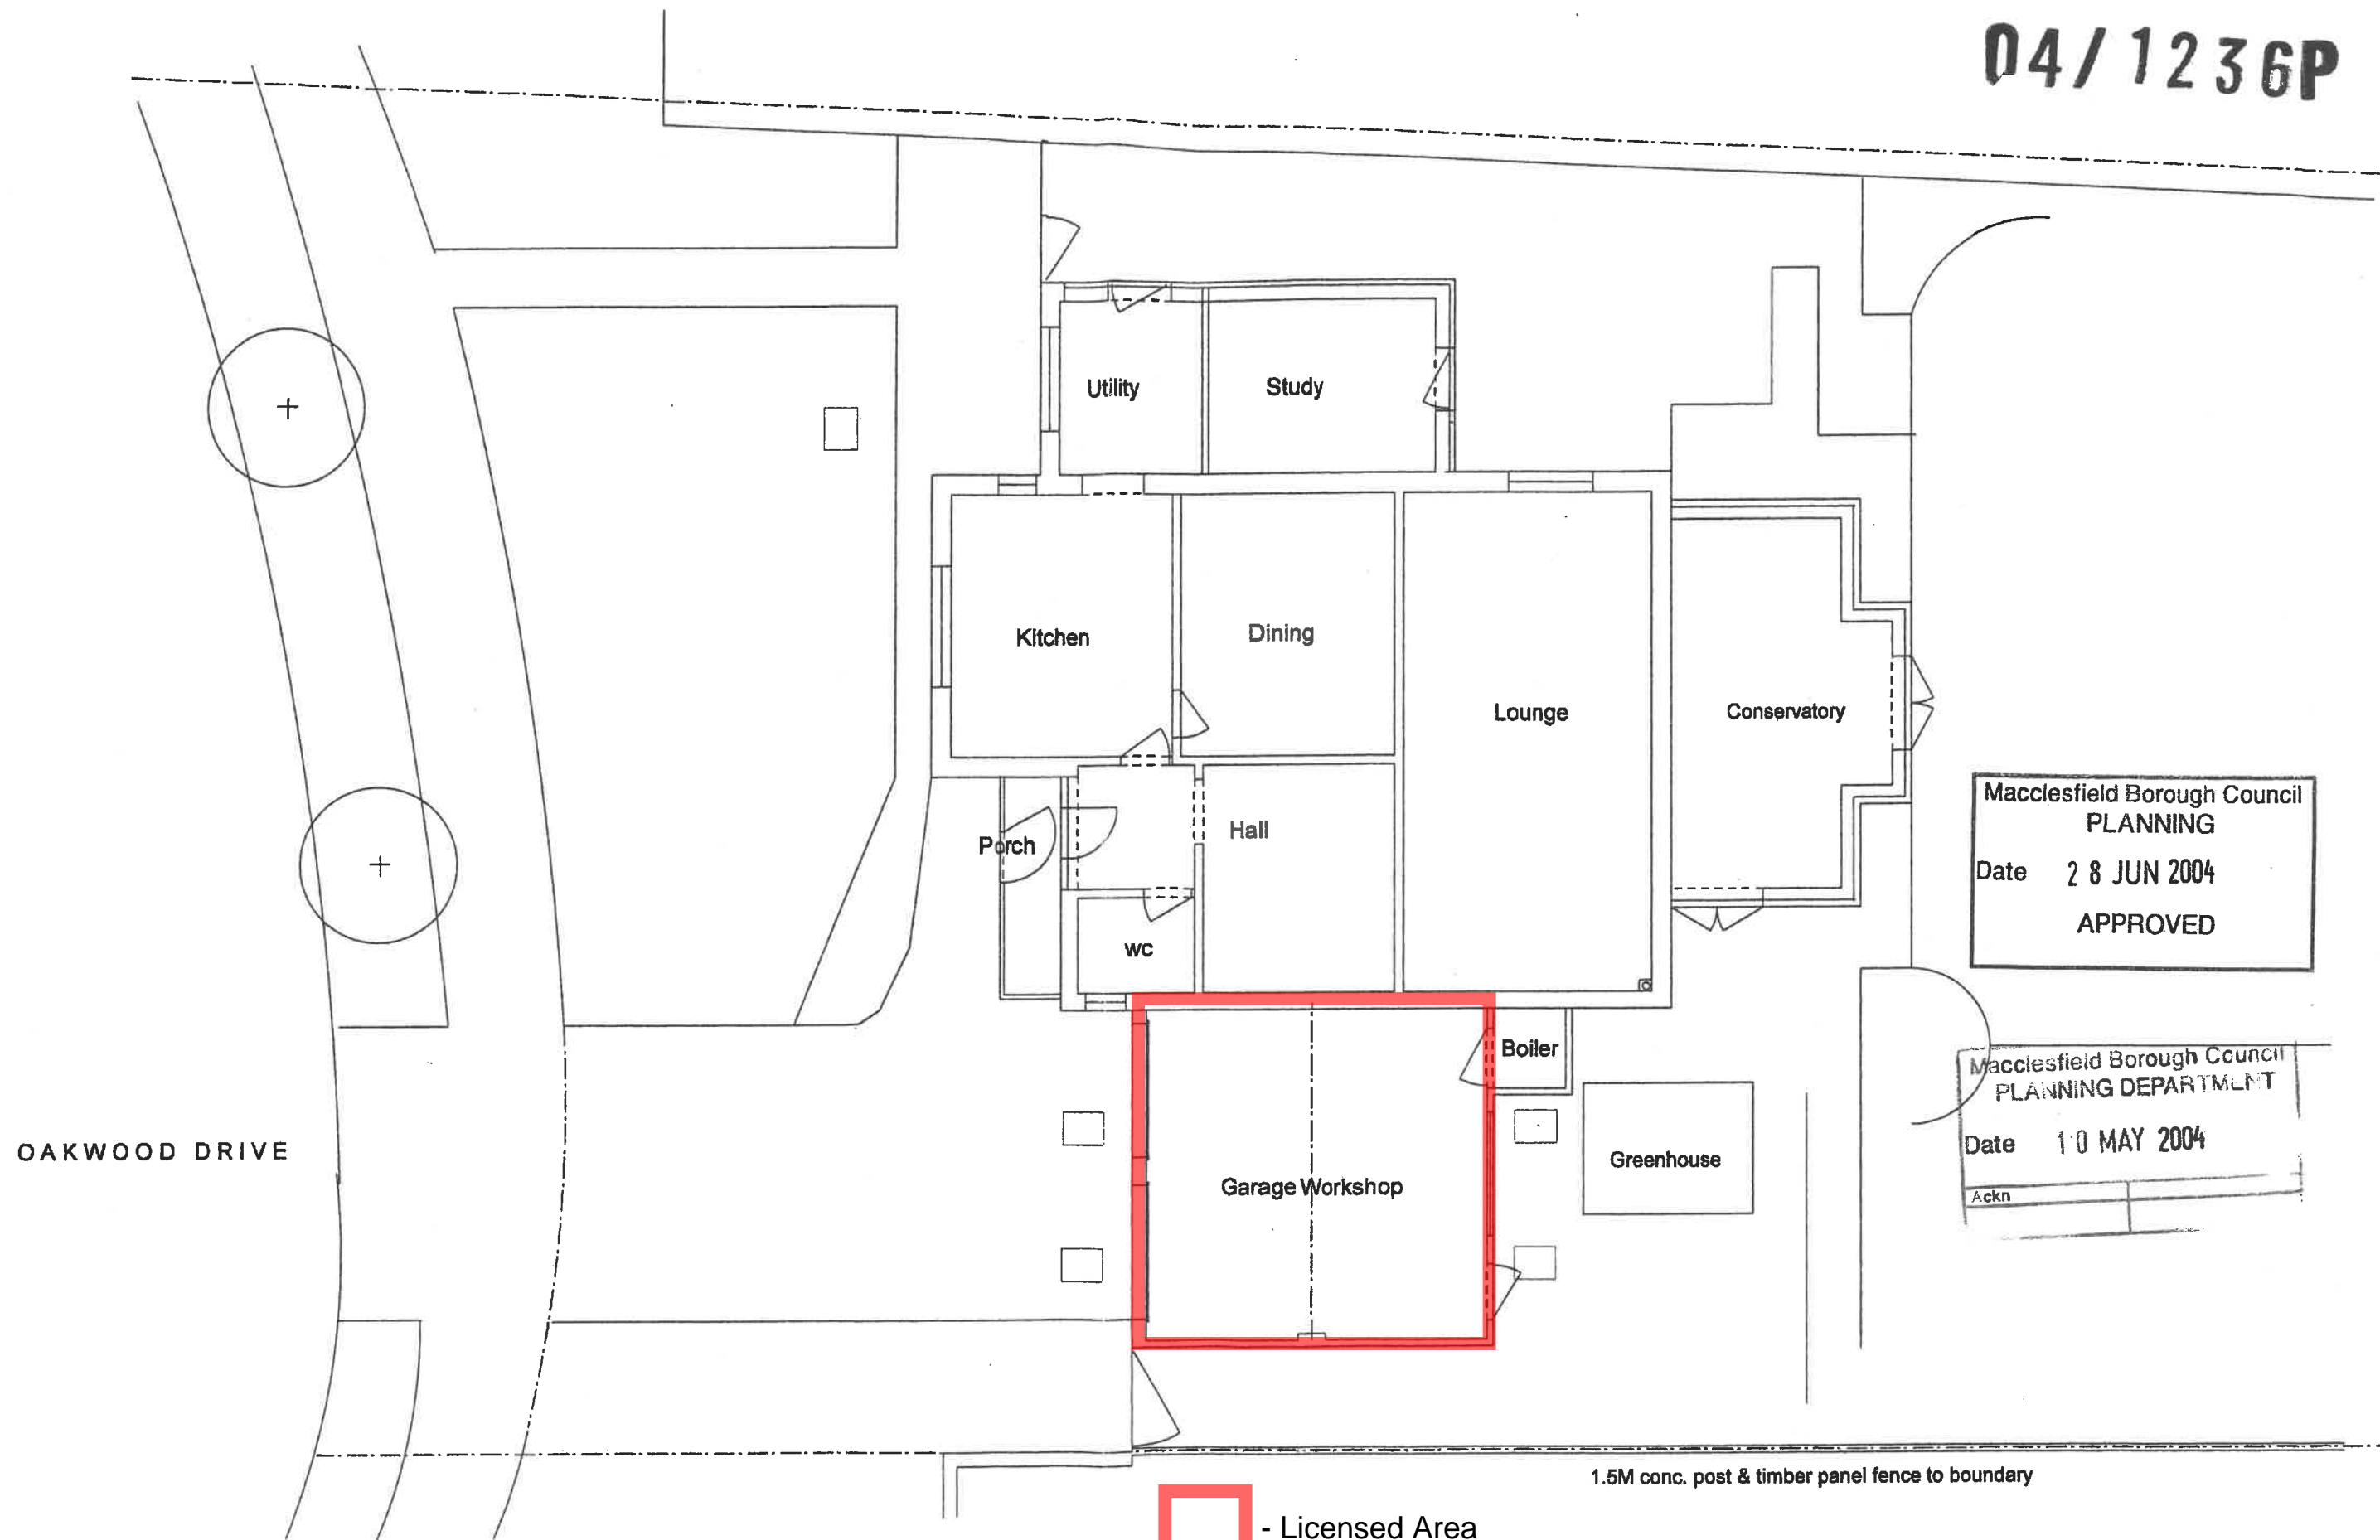 04/1236P
Utility
Study
Kitchen
Dining
Lounge
Conservatory
Porch
Hall
WC
Macclesfield Borough Council
PLANNING
Date 28 JUN 2004
APPROVED
Boiler
Macclesfield Borough Council
PLANNING DEPARTMENT
Date 10 MAY 2004
Ackn
OAKWOOD DRIVE
Garage Workshop
Greenhouse
1.5M conc. post & timber panel fence to boundary
- Licensed Area